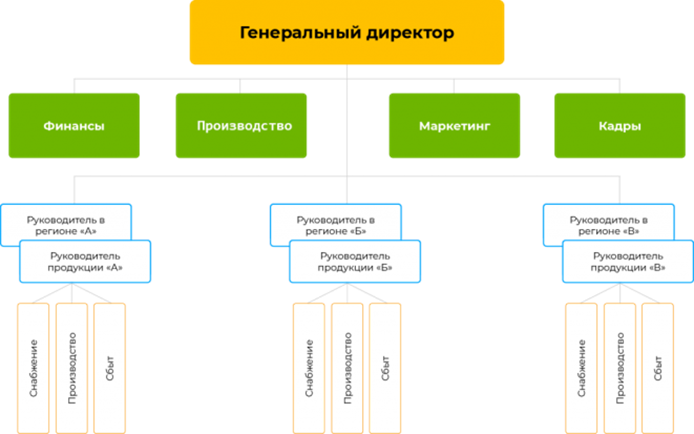 Генеральный директор
Финансы
Производство
Маркетинг
Кадры
Руководитель в
регионе «А»
Руководитель
продукции «А»
Руководитель в
регионе «Б»
Руководитель
продукции «Б»
Руководитель в
регионе «В»
Руководитель
продукции «В»
Снабжение
Производство
Сбыт
Снабжение
Производство
Сбыт
Снабжение
Производство
Сбыт